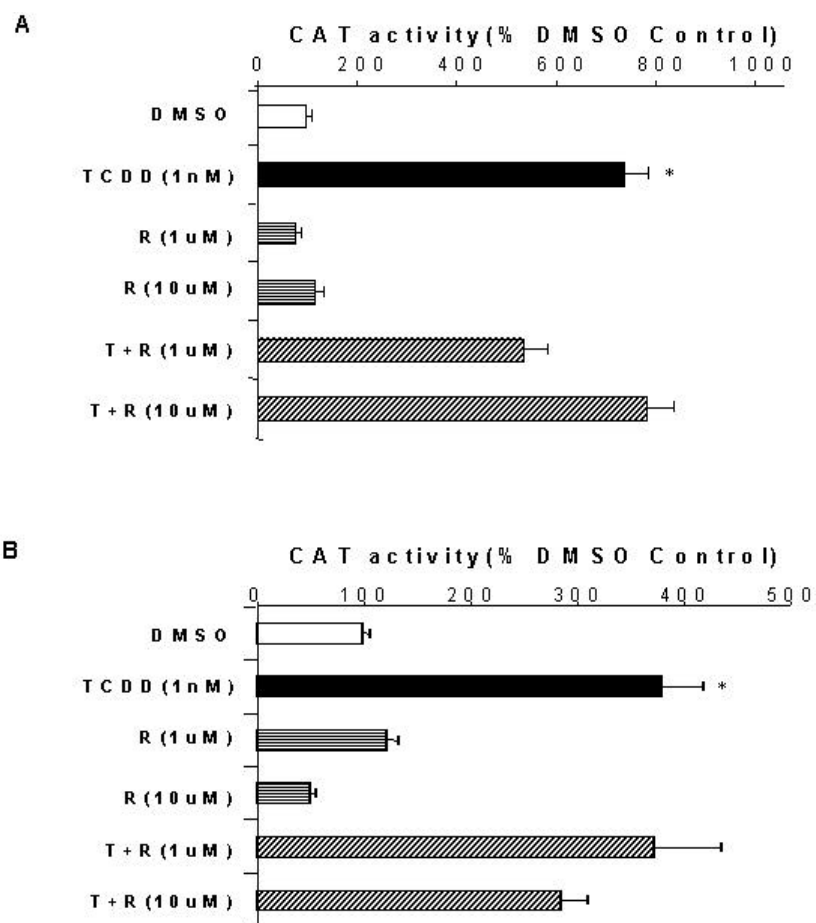 A
CAT activity(% DMSO Control)
0 200 400 600 800 1000
DMSO
TCDD(1nM)
*
R(1uM)
R(10uM)
T+R(1uM)
T+R(10uM)
B
CAT activity(% DMSO Control)
0 100 200 300 400 500
DMSO
TCDD(1nM)
*
R(1uM)
R(10uM)
T+R(1uM)
T+R(10uM)